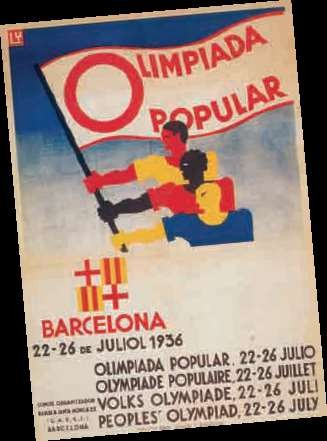 LY
OLIMPIADA
POPULAR
BARCELONA
22-26 DE JULIOL 1936
OLIMPIADA POPULAR, 22-26 JULIO
OLYMPIADE POPULAIRE, 22-26 JUILLET
VOLKS OLYMPIADE, 22-26 JULI
PEOPLES' OLYMPIAD, 22-26 JULY
COMITE ORGANITZADOR
BARCELONA